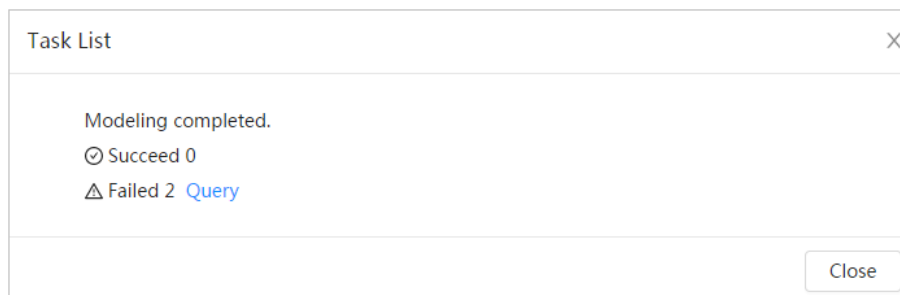 Task List
Modeling completed.
Succeed 0
Failed 2 Query
Close